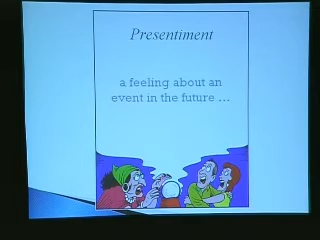 Presentiment
a feeling about an
event in the future ...